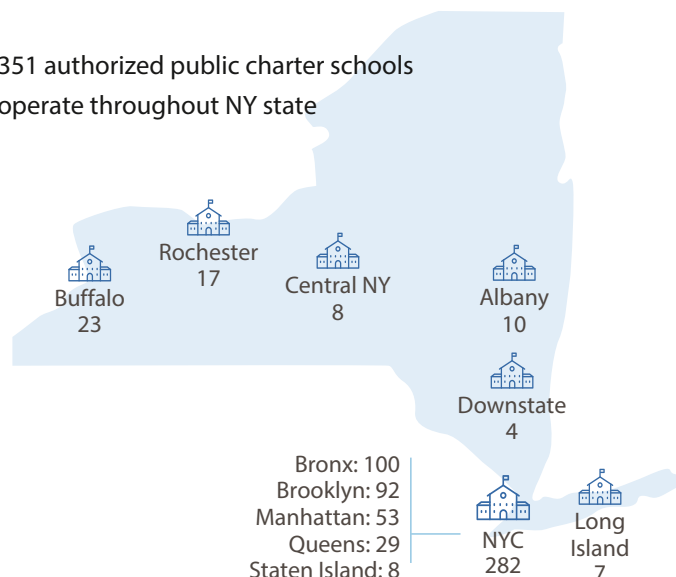 351 authorized public charter schools
operate throughout NY state
Rochester
17
Central NY
8
Buffalo
23
Albany
10
Downstate
4
Bronx: 100
Brooklyn: 92
Manhattan: 53
Queens: 29
Staten Island: 8
NYC
282
Long
Island
7